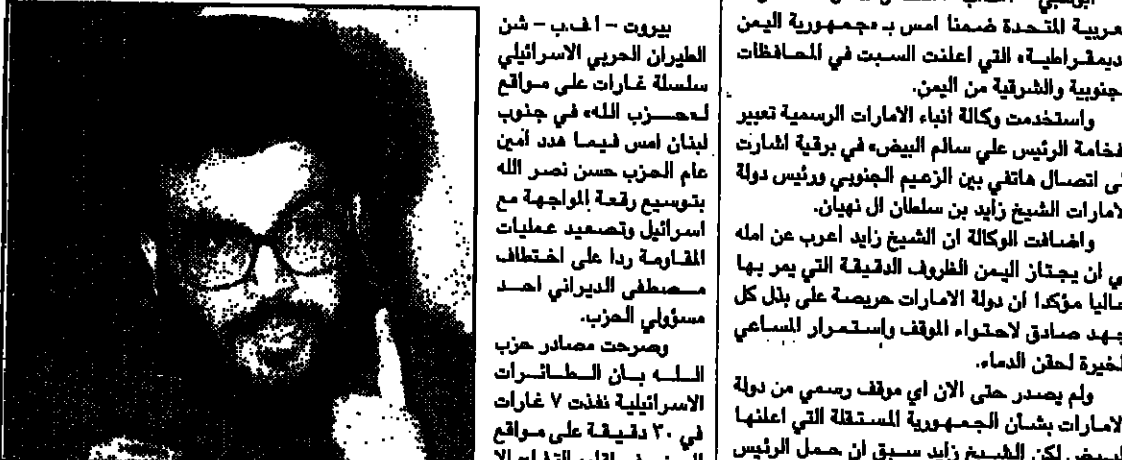 عربية المتحدة ضمنا امس بـ «جمهورية اليمن
ديمقراطية» التي اعلنت السبت في المحافظات
جنوبية والشرقية من اليمن.
واستخدمت وكالة انباء الامارات الرسمية تعبير
فخامة الرئيس علي سالم البيض» في برقية اشارت
ى اتصال هاتفي بين الزعيم الجنوبي ورئيس دولة
لامارات الشيخ زايد بن سلطان ال نهيان.
واضافت الوكالة ان الشيخ زايد اعرب عن امله
ي ان يجتاز اليمن الظروف الدقيقة التي يمر بها
حاليا مؤكدا ان دولة الامارات حريصة على بذل كل
جهد صادق لاحتواء الموقف واستمرار المساعي
لخيرة لحقن الدماء.
ولم يصدر حتى الان اي موقف رسمي من دولة
لامارات بشأن الجمهورية المستقلة التي اعلنها
لبيض لكن الشيخ زايد سبق ان حمل الرئيس
بيروت – أ ف.ب – شن
الطيران الحربي الاسرائيلي
سلسلة غارات على مواقع
لـ«حزب الله» في جنوب
لبنان امس فيما هدد امين
عام الحزب حسن نصر الله
بتوسيع رقعة المواجهة مع
اسرائيل وتصعيد عمليات
المقاومة ردا على اختطاف
مصطفى الديراني احد
مسؤولي الحزب.
وصرحت مصادر حزب
الله بان الطائرات
الاسرائيلية نفذت ٧ غارات
في ٣٠ دقيقة على مواقع